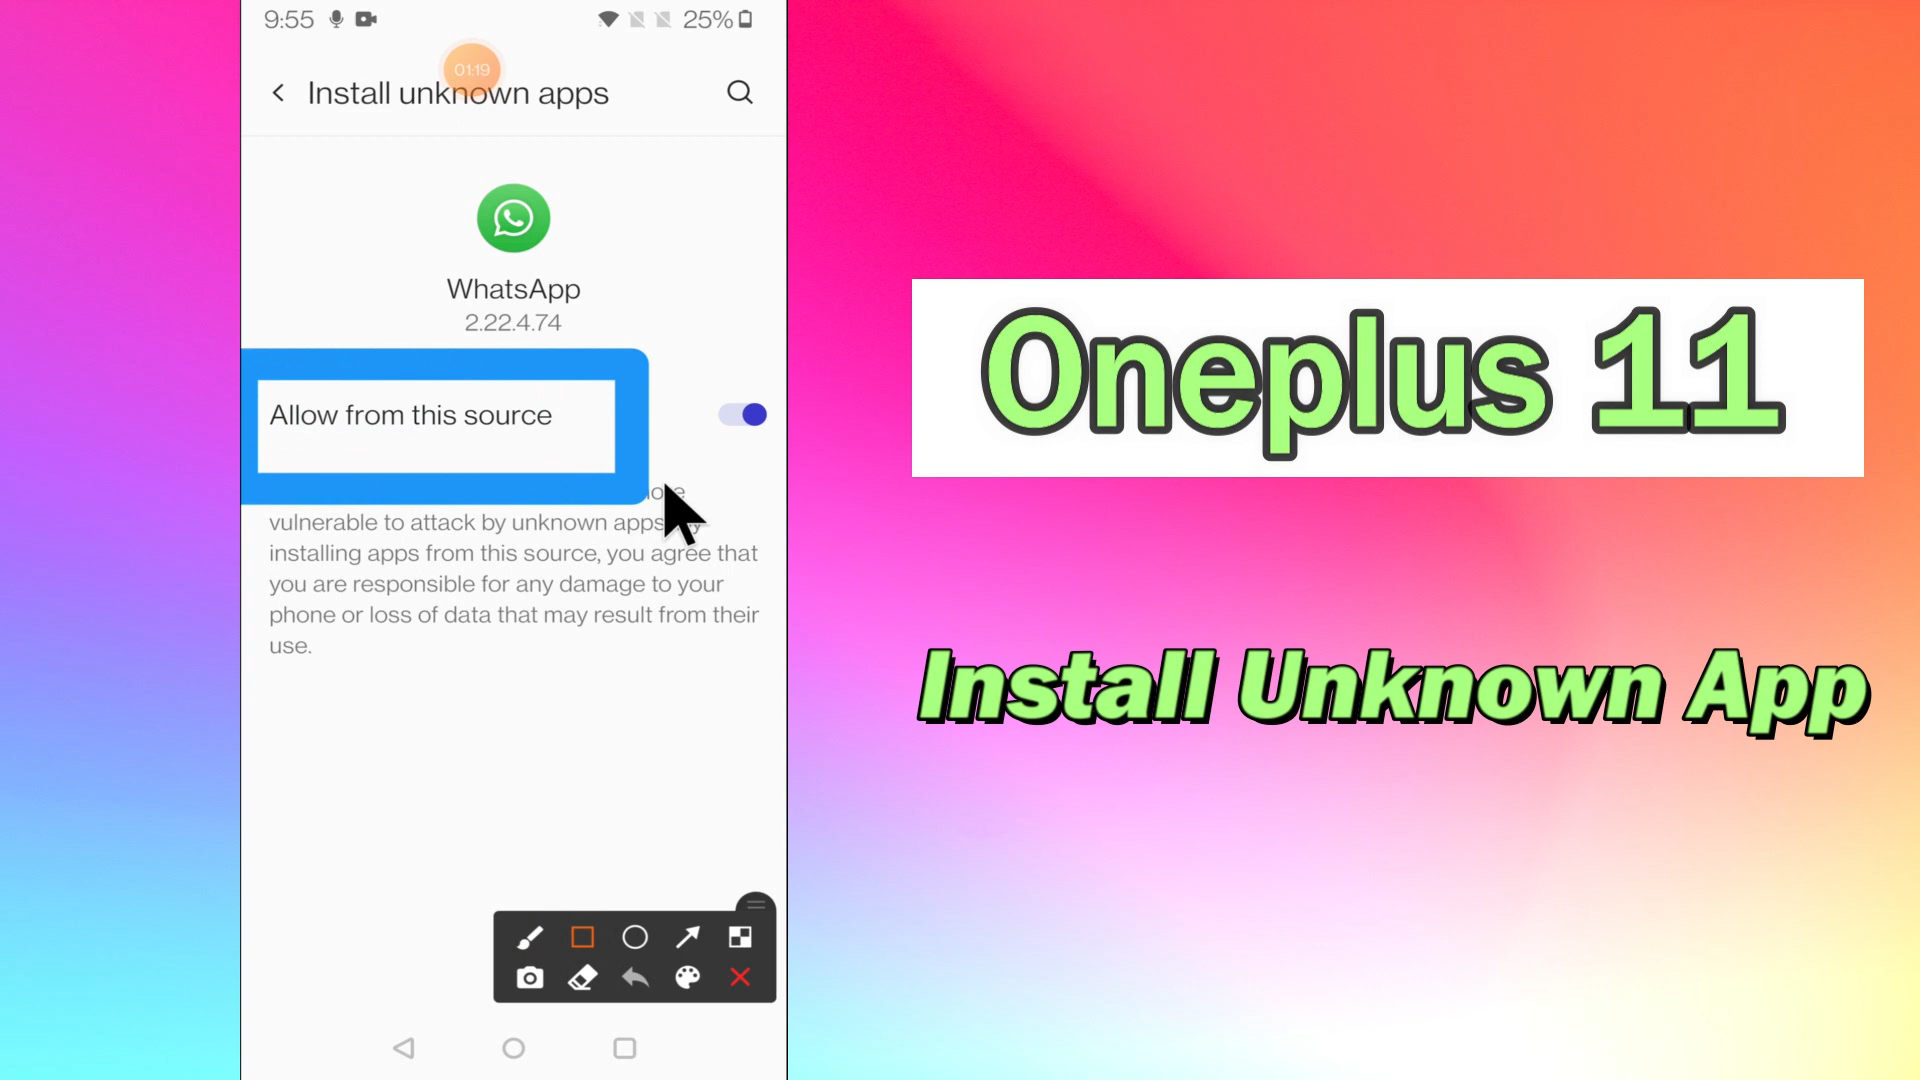 9:55
25%
01:19
Install unknown apps
WhatsApp
2.22.4.74
Allow from this source
vulnerable to attack by unknown apps
installing apps from this source, you agree that
you are responsible for any damage to your
phone or loss of data that may result from their
use.
Oneplus 11
Install Unknown App